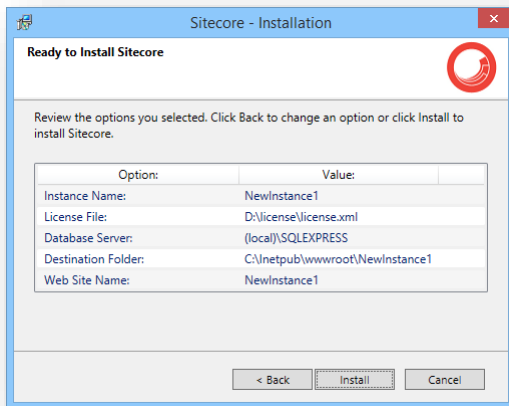 Sitecore - Installation
Ready to Install Sitecore
Review the options you selected. Click Back to change an option or click Install to
install Sitecore.
Option: Value:
Instance Name: NewInstance1
License File: D:\license\license.xml
Database Server: (local)\SQLEXPRESS
Destination Folder: C:\Inetpub\wwwroot\NewInstance1
Web Site Name: NewInstance1
< Back Install Cancel